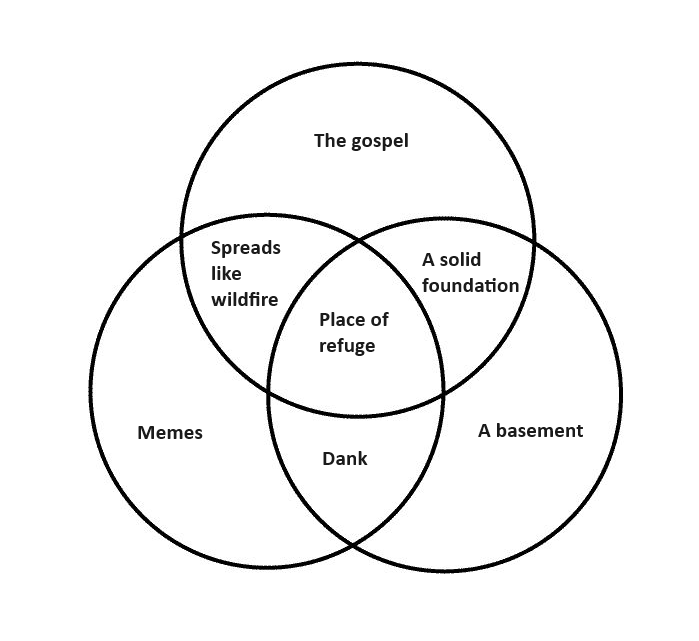 The gospel
Spreads
like
wildfire
A solid
foundation
Place of
refuge
Memes
A basement
Dank